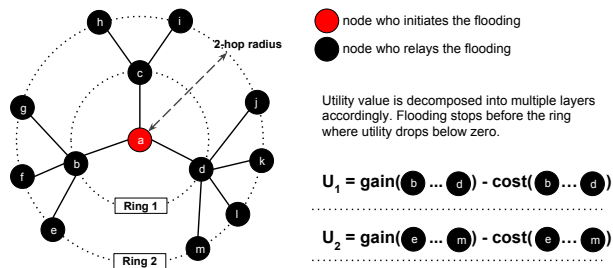 h
i
2-hop radius
c
g
j
a
k
f
b
d
Ring 1
l
e
m
Ring 2
node who initiates the flooding
node who relays the flooding
Utility value is decomposed into multiple layers
accordingly. Flooding stops before the ring
where utility drops below zero.
U1 = gain(b ... d) - cost(b ... d)
U2 = gain(e ... m) - cost(e ... m)